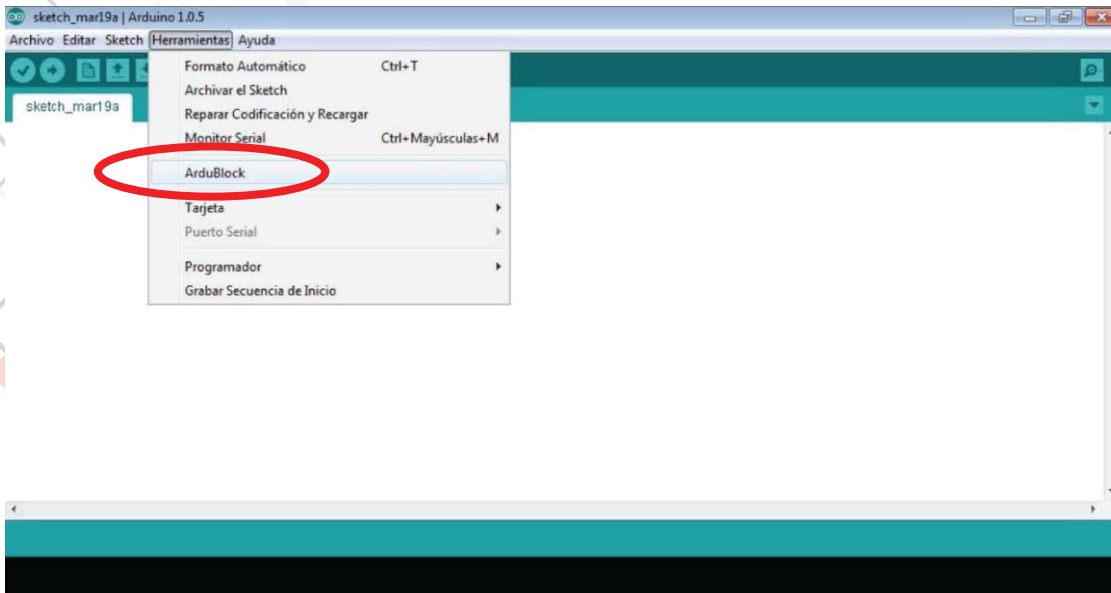 sketch_mar19a | Arduino 1.0.5
Archivo Editar Sketch Herramientas Ayuda
sketch_mar19a
Formato Automático Ctrl+T
Archivar el Sketch
Reparar Codificación y Recargar
Monitor Serial Ctrl+Mayúsculas+M
ArduBlock
Tarjeta
Puerto Serial
Programador
Grabar Secuencia de Inicio